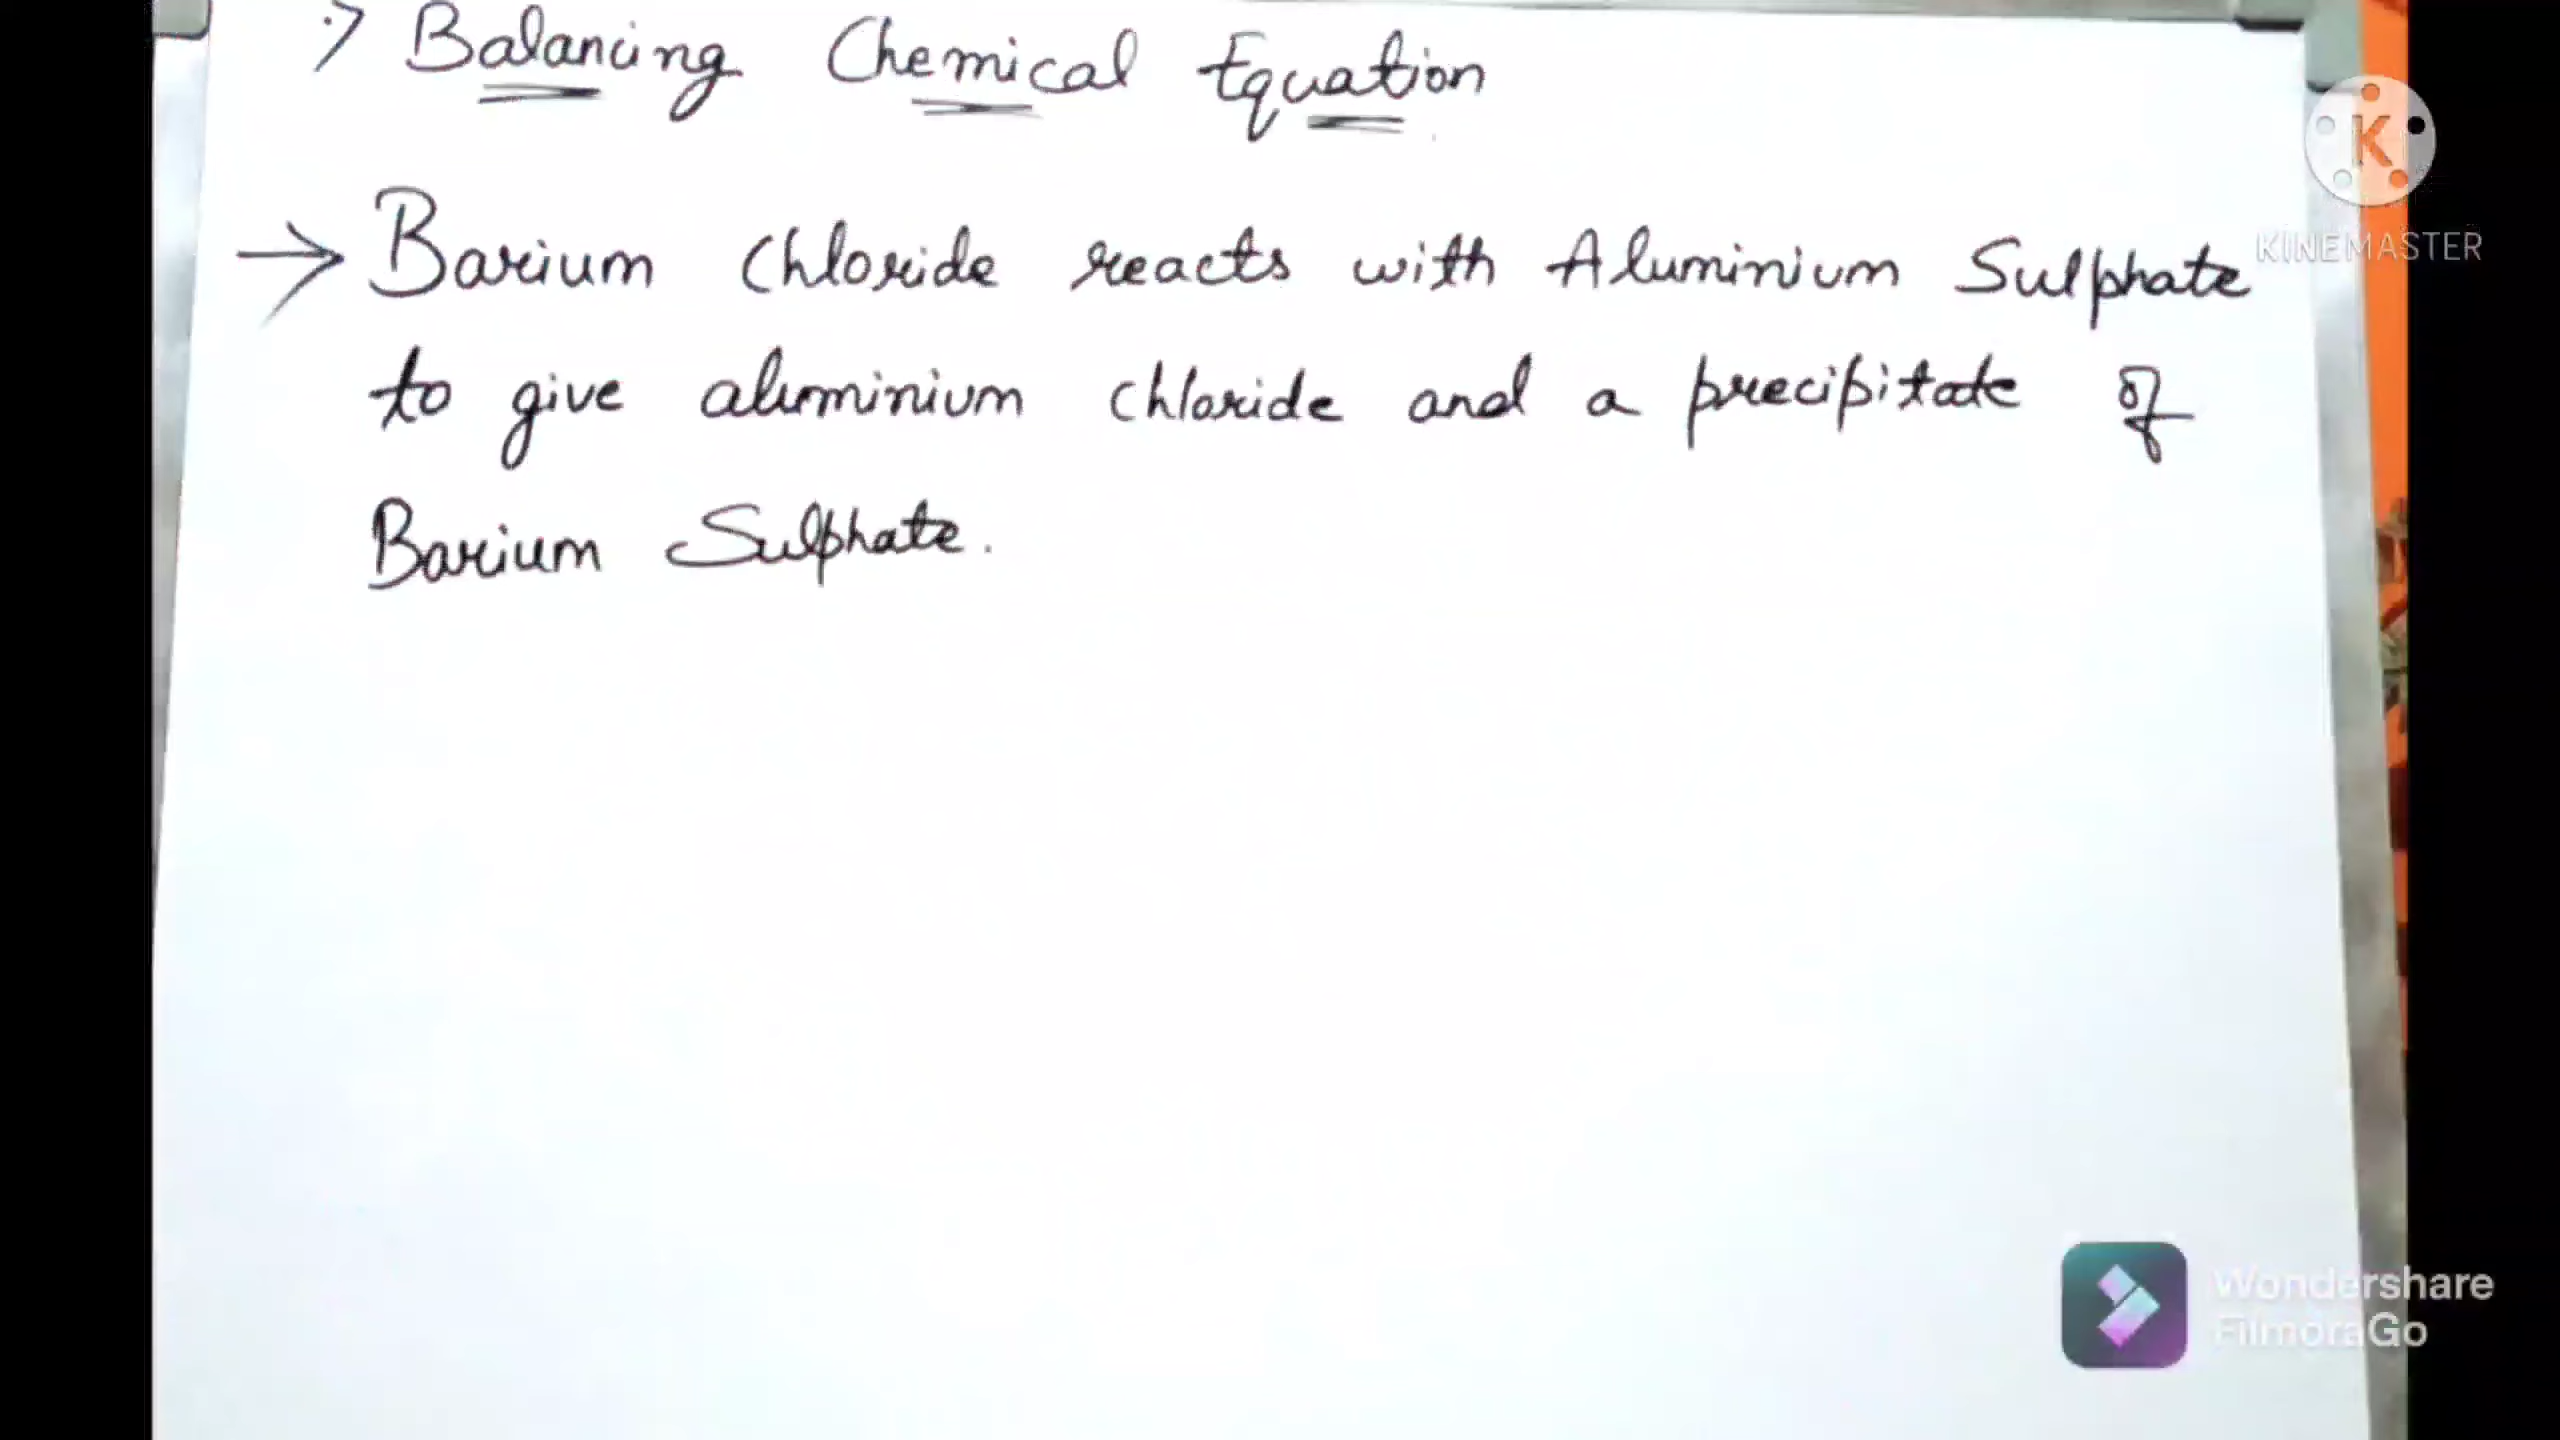 :> Balancing Chemical Equation
→ Barium Chloride reacts with Aluminium Sulphate
to give aluminium chloride and a precipitate of
Barium Sulphate.
K
KINEMASTER
Wondershare
FilmoraGo